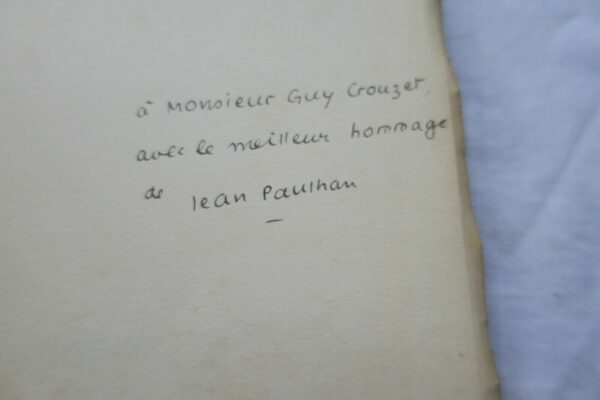 à Monsieur Guy Crouzet,
avec le meilleur hommage
de Jean Paulhan